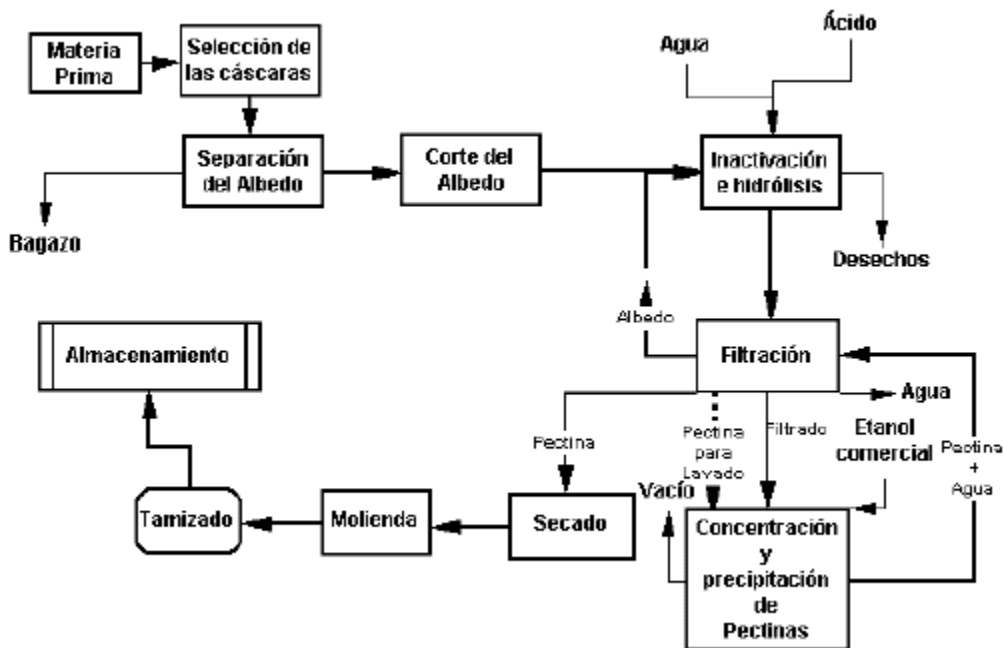 Materia
Prima
Selección de
las cáscaras
Agua
Ácido
Separación
del Albedo
Corte del
Albedo
Inactivación
e hidrólisis
Bagazo
Desechos
Albedo
Almacenamiento
Filtración
Agua
Pectina
Pectina
para
Lavado
Filtrado
Etanol
comercial
Pectina
+
Agua
Vacío
Tamizado
Molienda
Secado
Concentración
y
precipitación
de
Pectinas